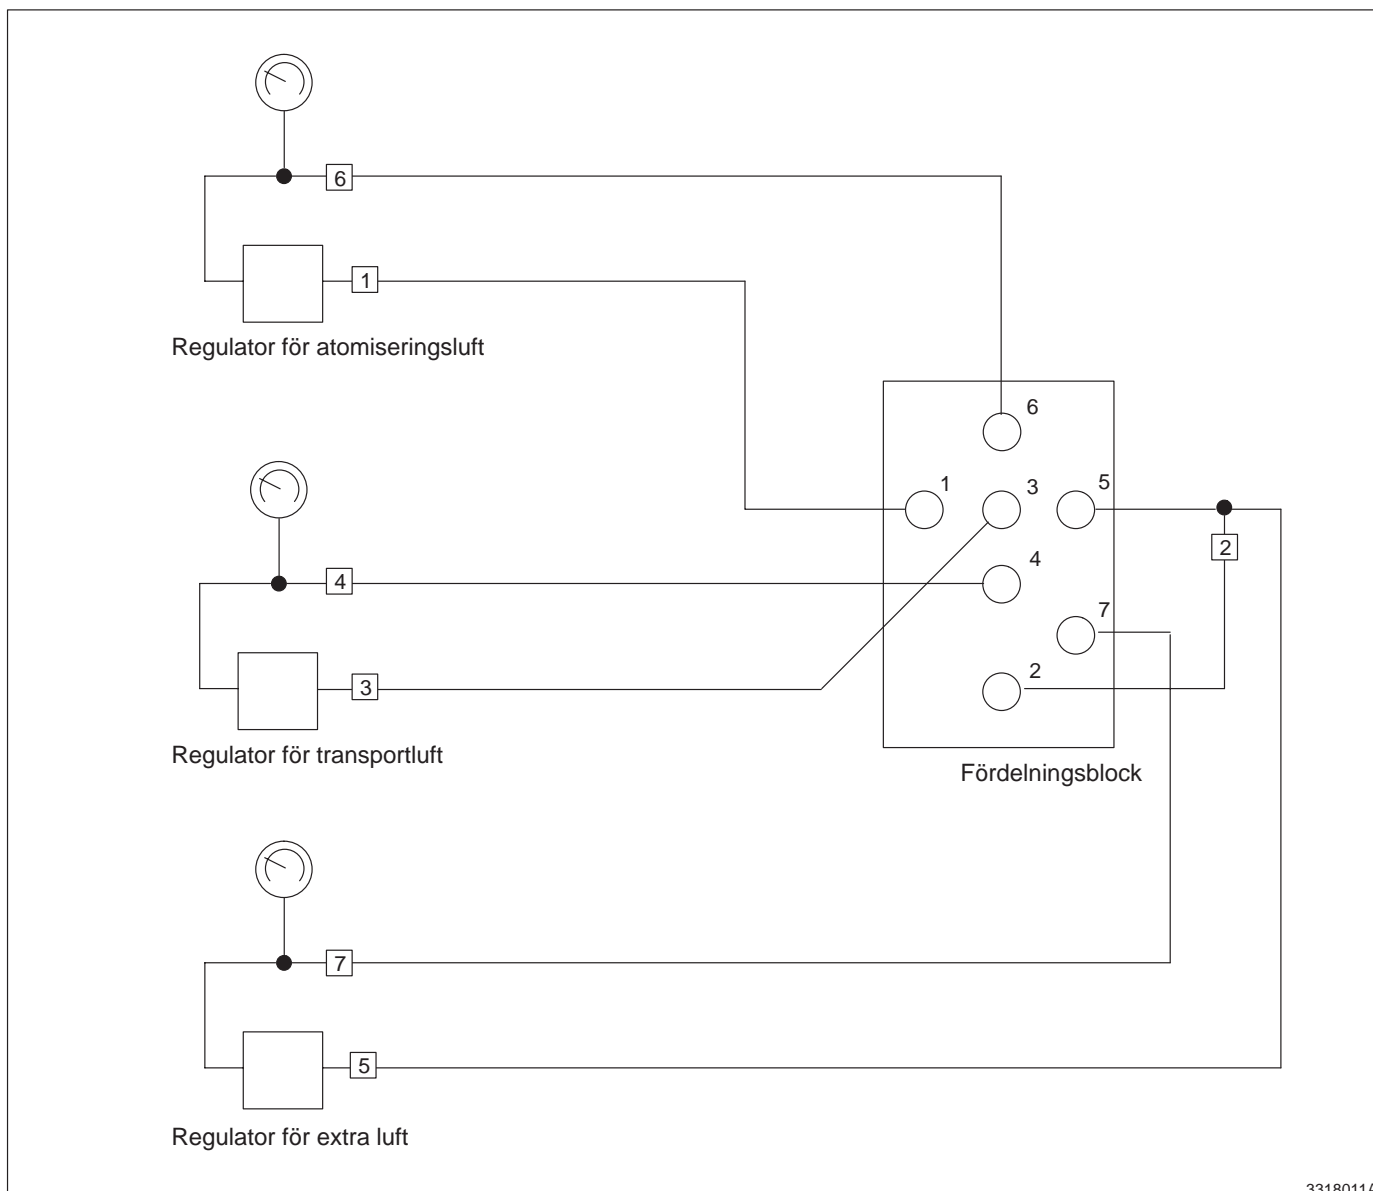 6
1
Regulator för atomiseringsluft
6
1
3
5
2
4
4
7
3
2
Regulator för transportluft
Fördelningsblock
7
5
Regulator för extra luft
3318011A